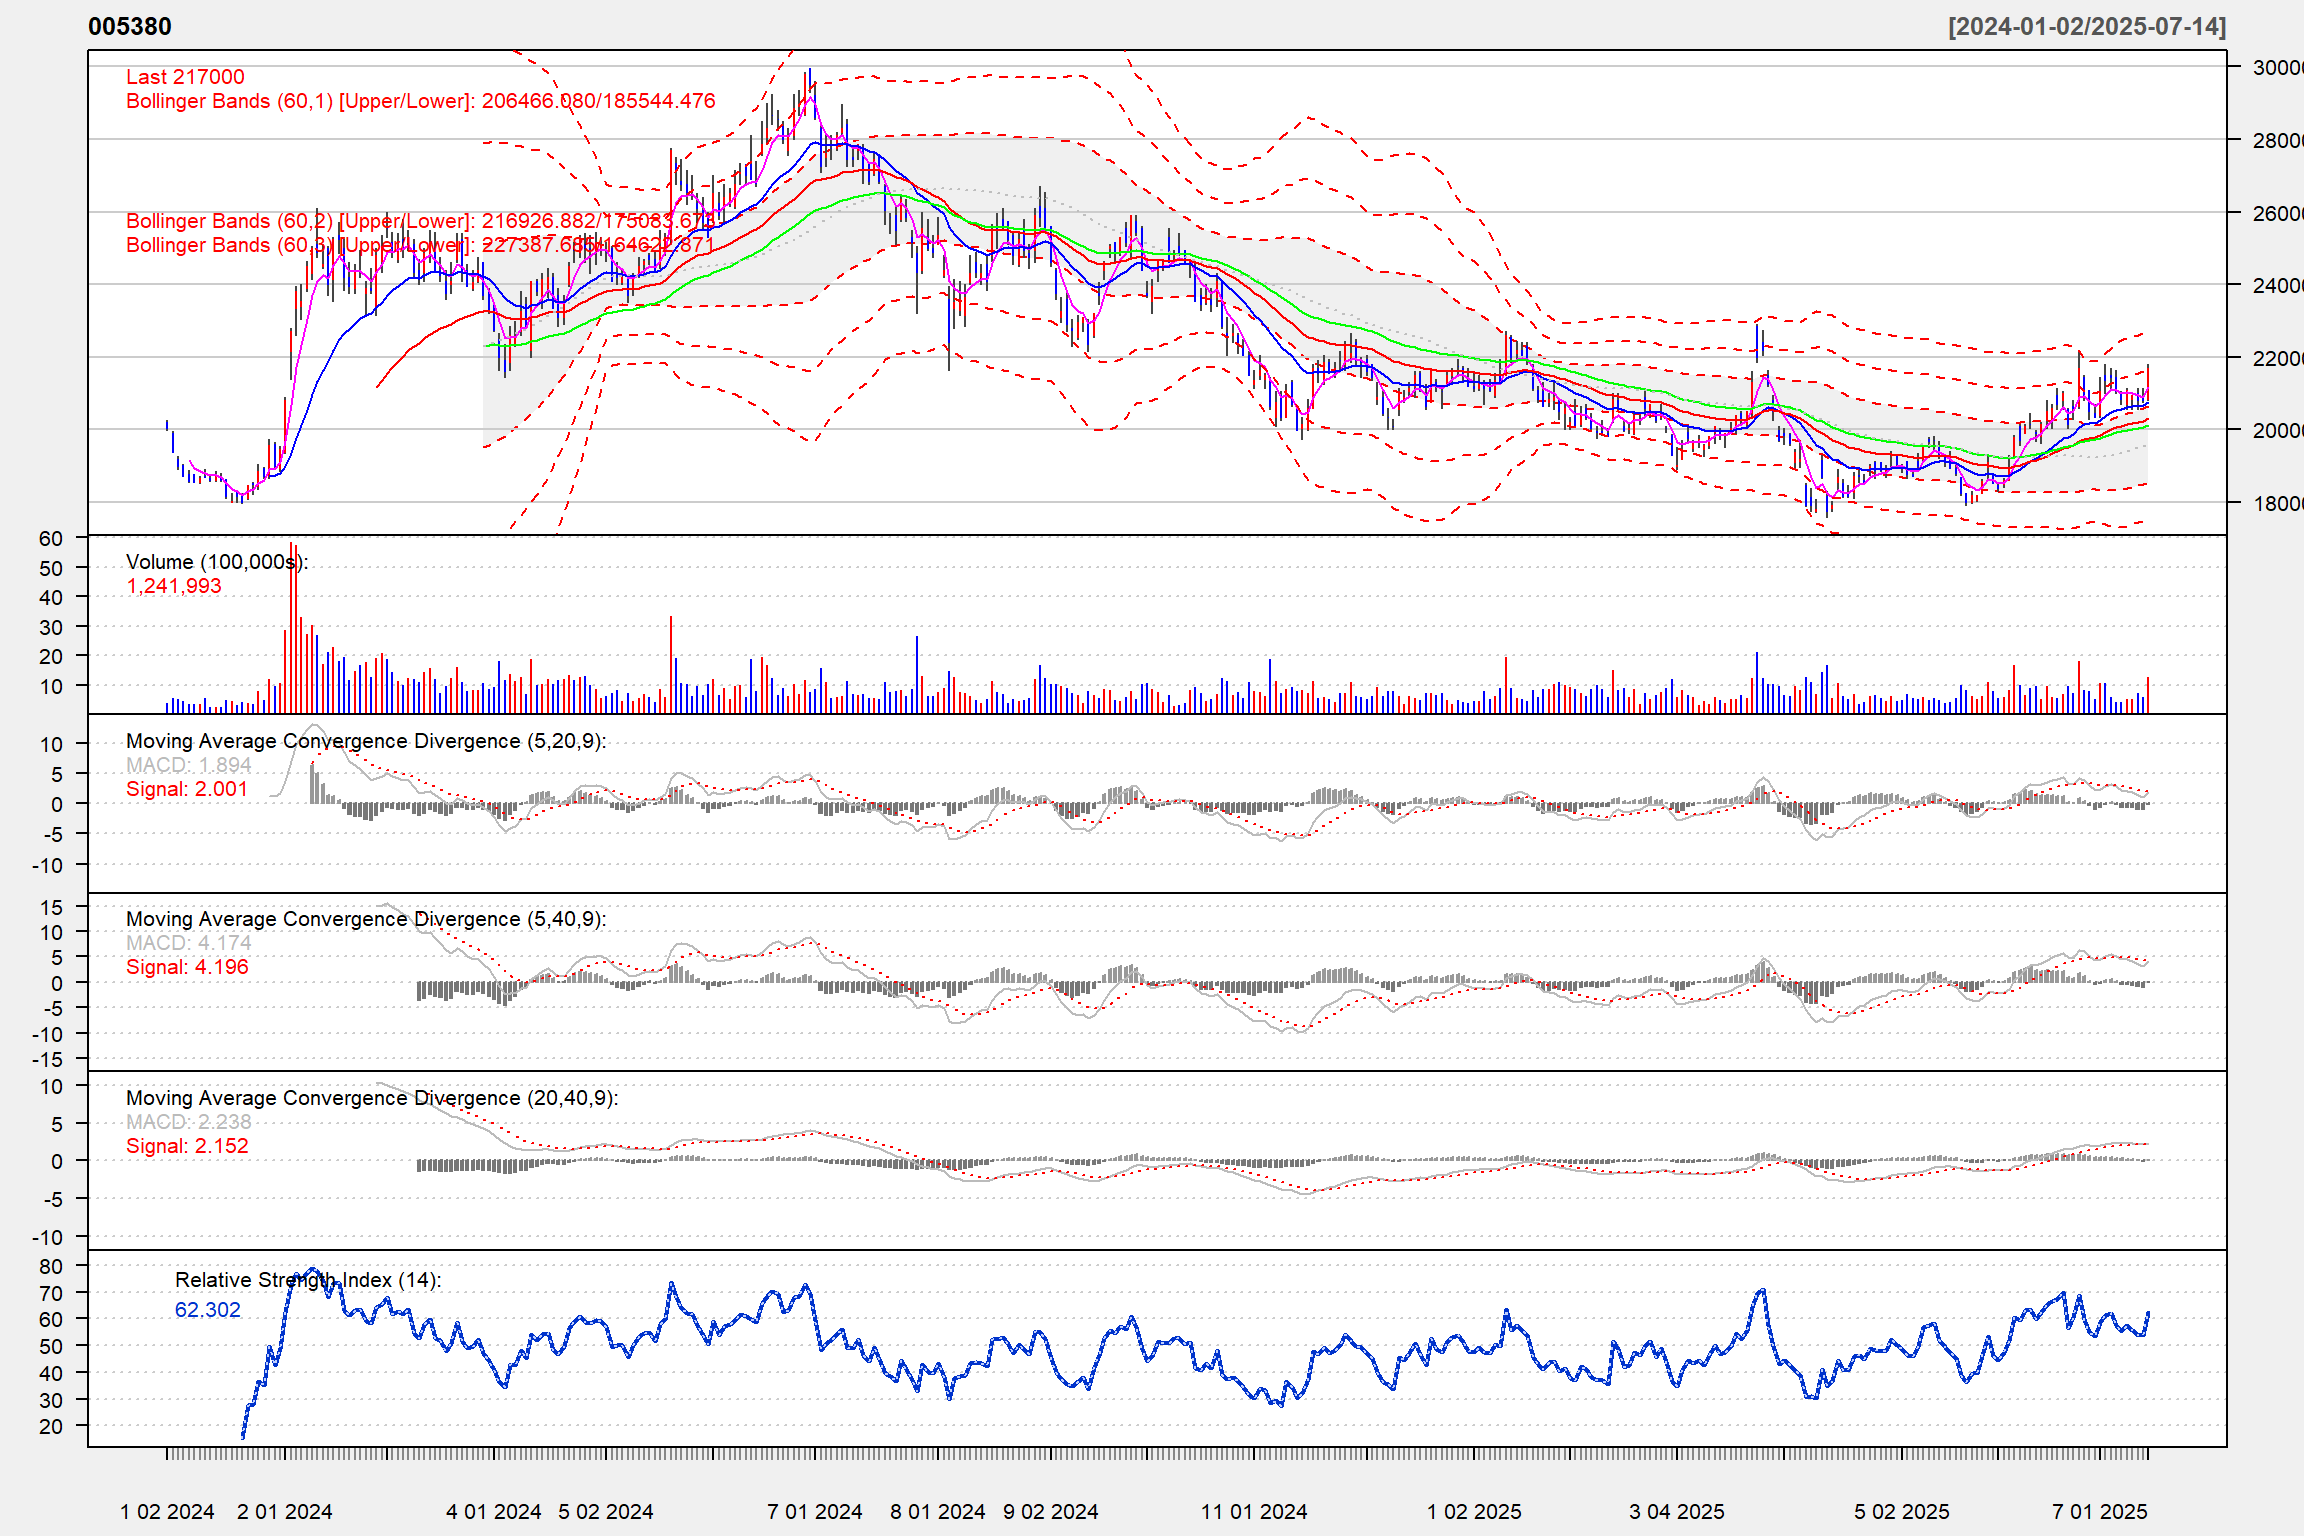 005380
[2024-01-02/2025-07-14]
Last 217000
Bollinger Bands (60,1) [Upper/Lower]: 206466.080/185544.476
Bollinger Bands (60,2) [Upper/Lower]: 216926.882/175083.67
Bollinger Bands (60,3) [Upper/Lower]:
30000
28000
26000
24000
22000
20000
18000
Volume (100,000s):
1,241,993
60
50
40
30
20
10
Moving Average Convergence Divergence (5,20,9):
MACD: 1.894
Signal: 2.001
10
5
0
-5
-10
Moving Average Convergence Divergence (5,40,9):
MACD: 4.174
Signal: 4.196
15
10
5
0
-5
-10
-15
Moving Average Convergence Divergence (20,40,9):
MACD: 2.238
Signal: 2.152
10
5
0
-5
-10
Relative Strength Index (14):
62.302
80
70
60
50
40
30
20
1 02 2024
2 01 2024
4 01 2024
5 02 2024
7 01 2024
8 01 2024
9 02 2024
11 01 2024
1 02 2025
3 04 2025
5 02 2025
7 01 2025